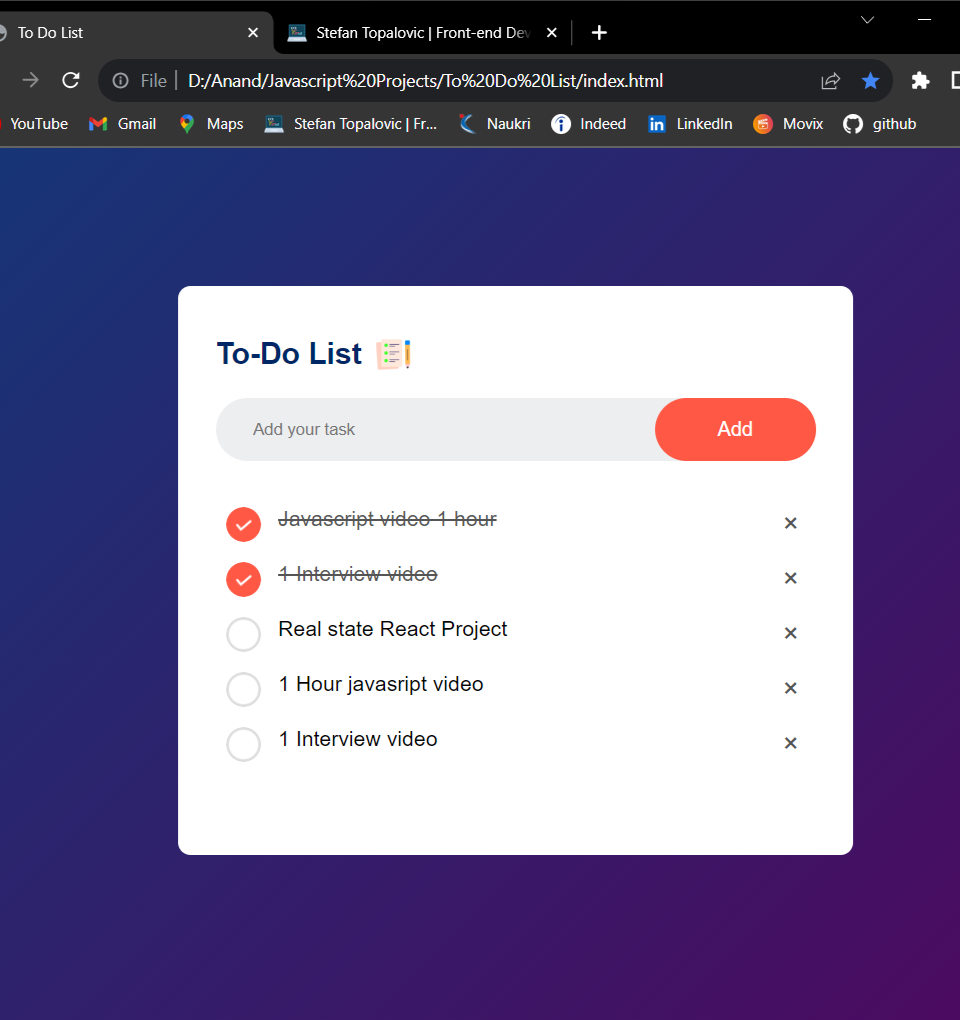 To Do List
Stefan Topalovic | Front-end Dev
File | D:/Anand/Javascript%20Projects/To%20Do%20List/index.html
YouTube Gmail Maps Stefan Topalovic | Fr... Naukri Indeed LinkedIn Movix github
To-Do List
Add your task Add
Javascript video 1 hour
1 Interview video
Real state React Project
1 Hour javasript video
1 Interview video